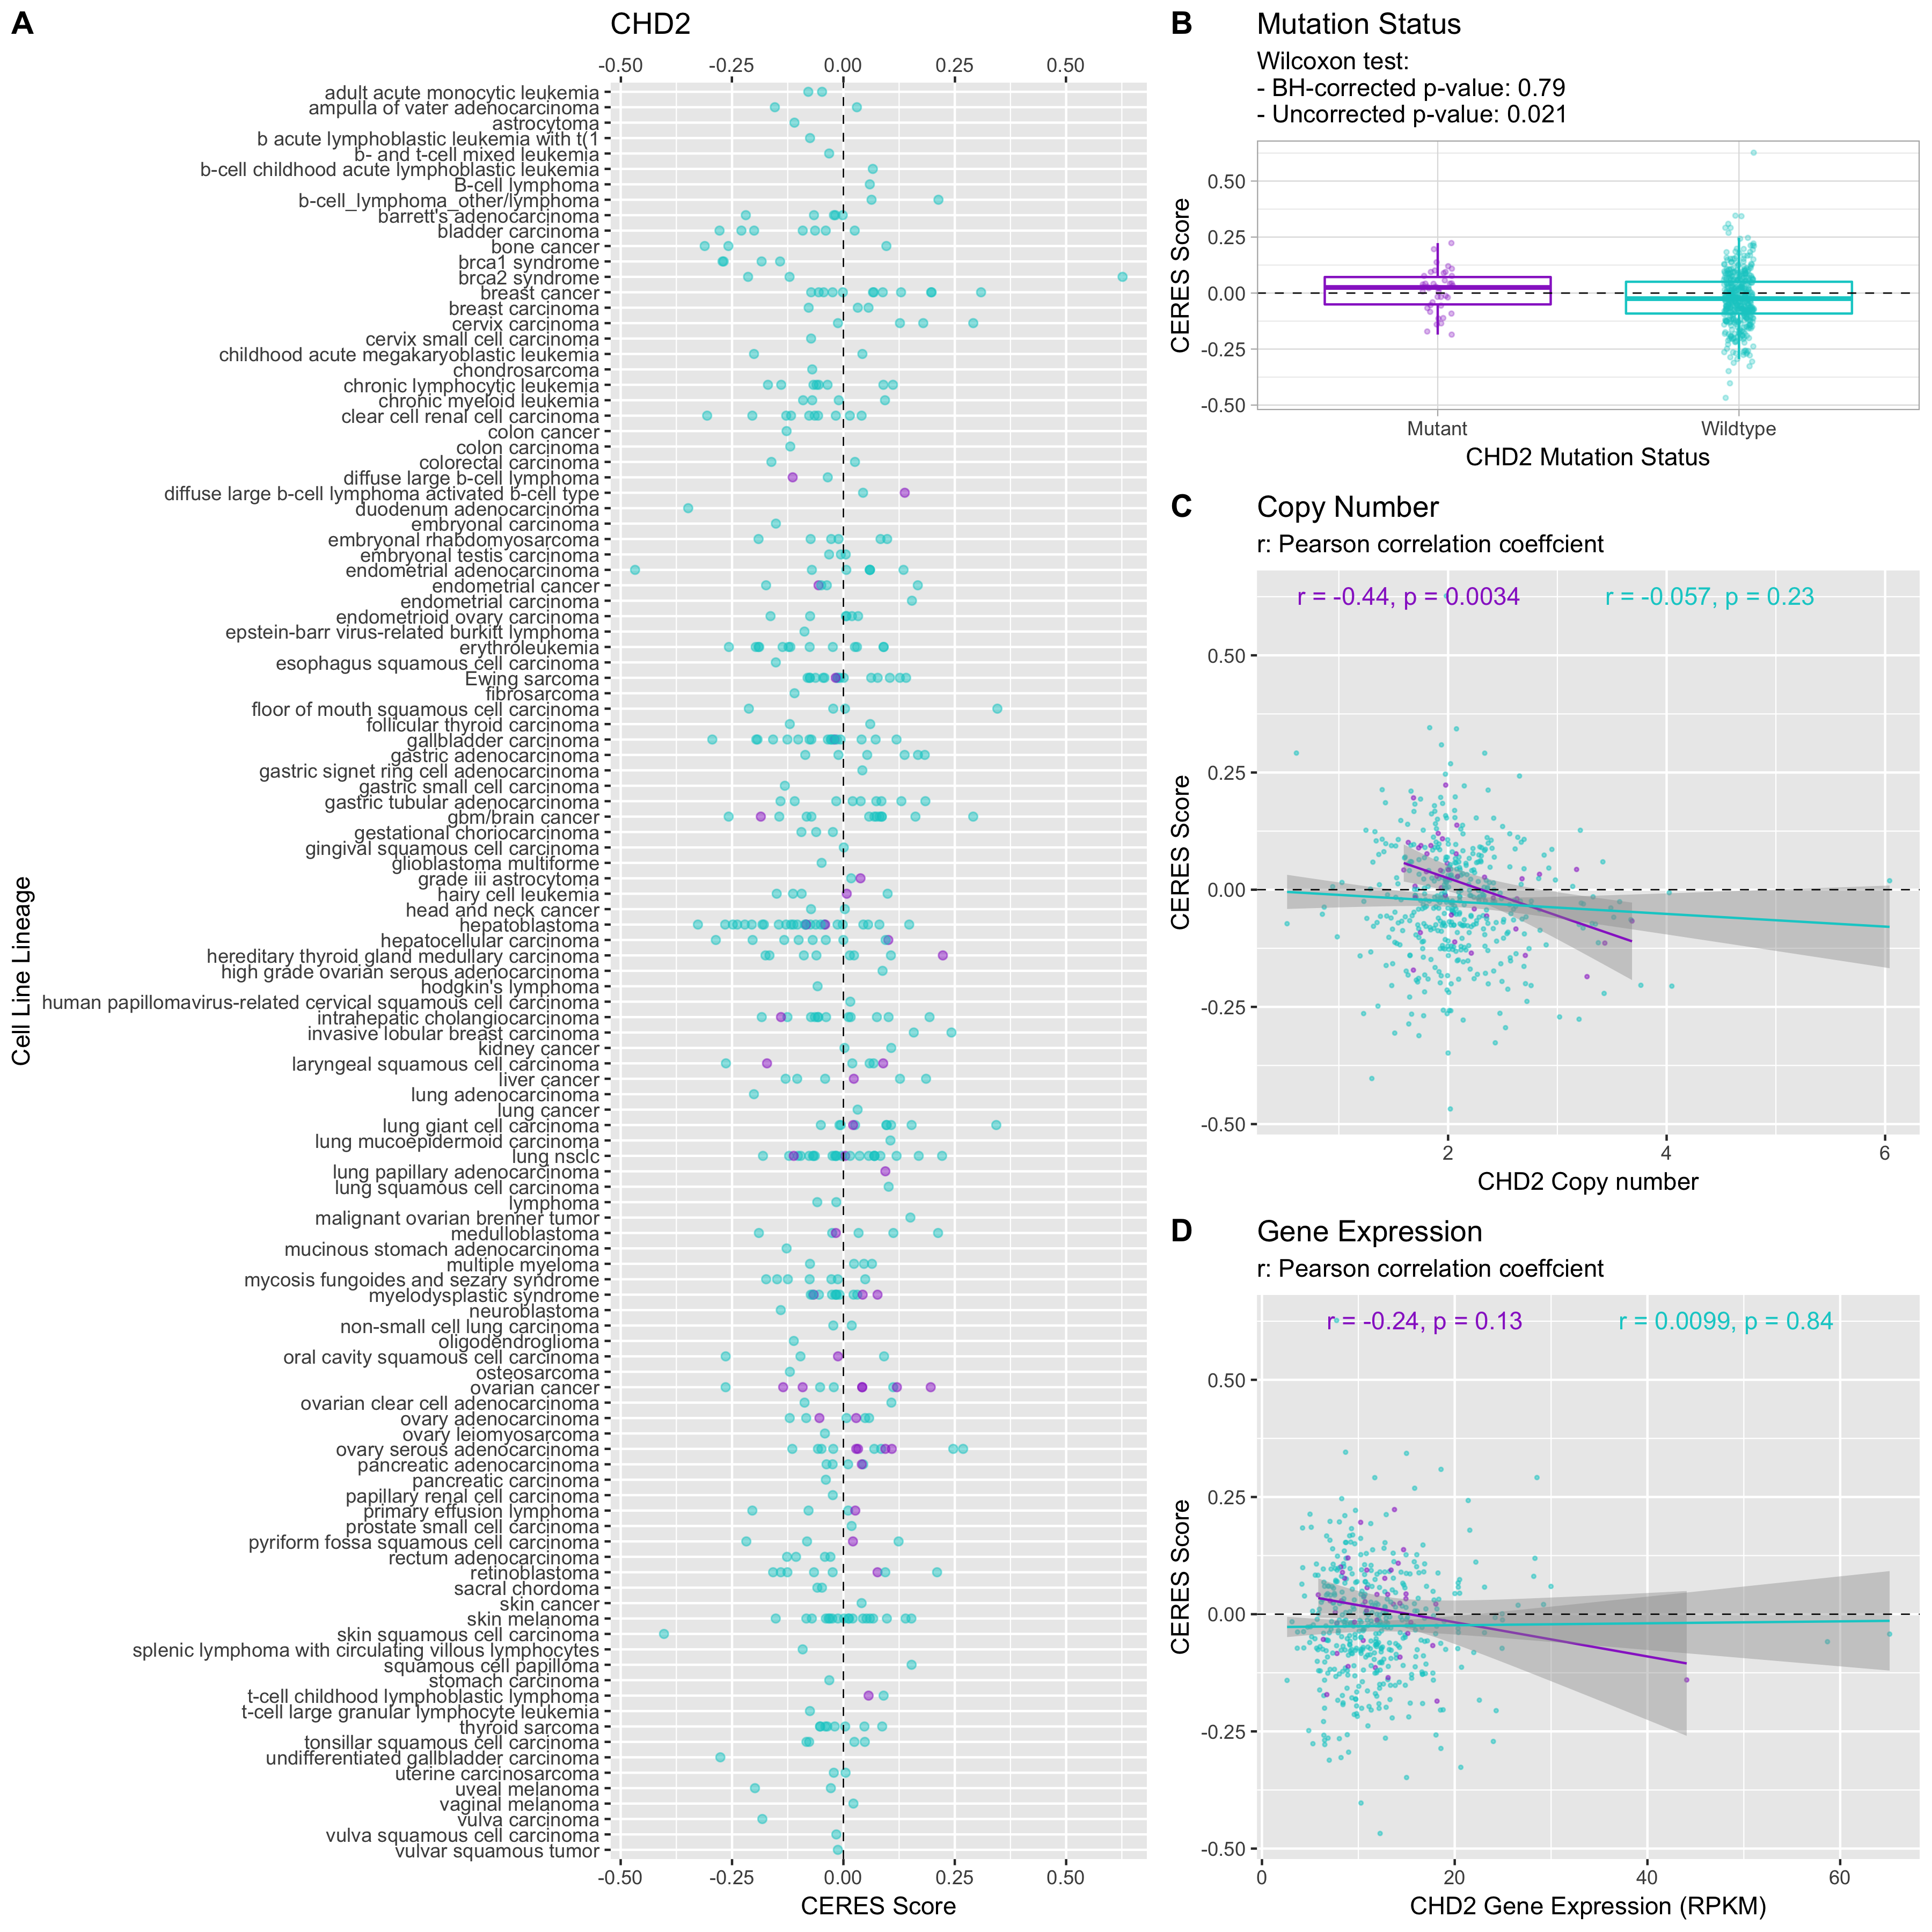 A
CHD2
-0.50 -0.25 0.00 0.25 0.50
adult acute monocytic leukemia
ampulla of vater adenocarcinoma
astrocytoma
b acute lymphoblastic leukemia with t(1
b- and t-cell mixed leukemia
b-cell childhood acute lymphoblastic leukemia
B-cell lymphoma
b-cell_lymphoma_other/lymphoma
barrett's adenocarcinoma
bladder carcinoma
bone cancer
brca1 syndrome
brca2 syndrome
breast cancer
breast carcinoma
cervix carcinoma
cervix small cell carcinoma
childhood acute megakaryoblastic leukemia
chondrosarcoma
chronic lymphocytic leukemia
chronic myeloid leukemia
clear cell renal cell carcinoma
colon cancer
colon carcinoma
colorectal carcinoma
diffuse large b-cell lymphoma
diffuse large b-cell lymphoma activated b-cell type
duodenum adenocarcinoma
embryonal carcinoma
embryonal rhabdomyosarcoma
embryonal testis carcinoma
endometrial adenocarcinoma
endometrial cancer
endometrial carcinoma
endometrioid ovary carcinoma
epstein-barr virus-related burkitt lymphoma
erythroleukemia
esophagus squamous cell carcinoma
Ewing sarcoma
fibrosarcoma
floor of mouth squamous cell carcinoma
follicular thyroid carcinoma
gallbladder carcinoma
gastric adenocarcinoma
gastric signet ring cell adenocarcinoma
gastric small cell carcinoma
gastric tubular adenocarcinoma
gbm/brain cancer
gestational choriocarcinoma
gingival squamous cell carcinoma
glioblastoma multiforme
grade iii astrocytoma
hairy cell leukemia
head and neck cancer
hepatoblastoma
hepatocellular carcinoma
hereditary thyroid gland medullary carcinoma
high grade ovarian serous adenocarcinoma
hodgkin's lymphoma
human papillomavirus-related cervical squamous cell carcinoma
intrahepatic cholangiocarcinoma
invasive lobular breast carcinoma
kidney cancer
laryngeal squamous cell carcinoma
liver cancer
lung adenocarcinoma
lung cancer
lung giant cell carcinoma
lung mucoepidermoid carcinoma
lung nsclc
lung papillary adenocarcinoma
lung squamous cell carcinoma
lymphoma
malignant ovarian brenner tumor
medulloblastoma
mucinous stomach adenocarcinoma
multiple myeloma
mycosis fungoides and sezary syndrome
myelodysplastic syndrome
neuroblastoma
non-small cell lung carcinoma
oligodendroglioma
oral cavity squamous cell carcinoma
osteosarcoma
ovarian cancer
ovarian clear cell adenocarcinoma
ovary adenocarcinoma
ovary leiomyosarcoma
ovary serous adenocarcinoma
pancreatic adenocarcinoma
pancreatic carcinoma
papillary renal cell carcinoma
primary effusion lymphoma
prostate small cell carcinoma
pyriform fossa squamous cell carcinoma
rectum adenocarcinoma
retinoblastoma
sacral chordoma
skin cancer
skin melanoma
skin squamous cell carcinoma
splenic lymphoma with circulating villous lymphocytes
squamous cell papilloma
stomach carcinoma
t-cell childhood lymphoblastic lymphoma
t-cell large granular lymphocyte leukemia
thyroid sarcoma
tonsillar squamous cell carcinoma
undifferentiated gallbladder carcinoma
uterine carcinosarcoma
uveal melanoma
vaginal melanoma
vulva carcinoma
vulva squamous cell carcinoma
vulvar squamous tumor
-0.50 -0.25 0.00 0.25 0.50
CERES Score
Cell Line Lineage
B
Mutation Status
Wilcoxon test:
- BH-corrected p-value: 0.79
- Uncorrected p-value: 0.021
CERES Score
0.50
0.25
0.00
-0.25
-0.50
Mutant Wildtype
CHD2 Mutation Status
C
Copy Number
r: Pearson correlation coeffcient
r = -0.44, p = 0.0034 r = -0.057, p = 0.23
CERES Score
0.50
0.25
0.00
-0.25
-0.50
2 4 6
CHD2 Copy number
D
Gene Expression
r: Pearson correlation coeffcient
r = -0.24, p = 0.13 r = 0.0099, p = 0.84
CERES Score
0.50
0.25
0.00
-0.25
-0.50
0 20 40 60
CHD2 Gene Expression (RPKM)